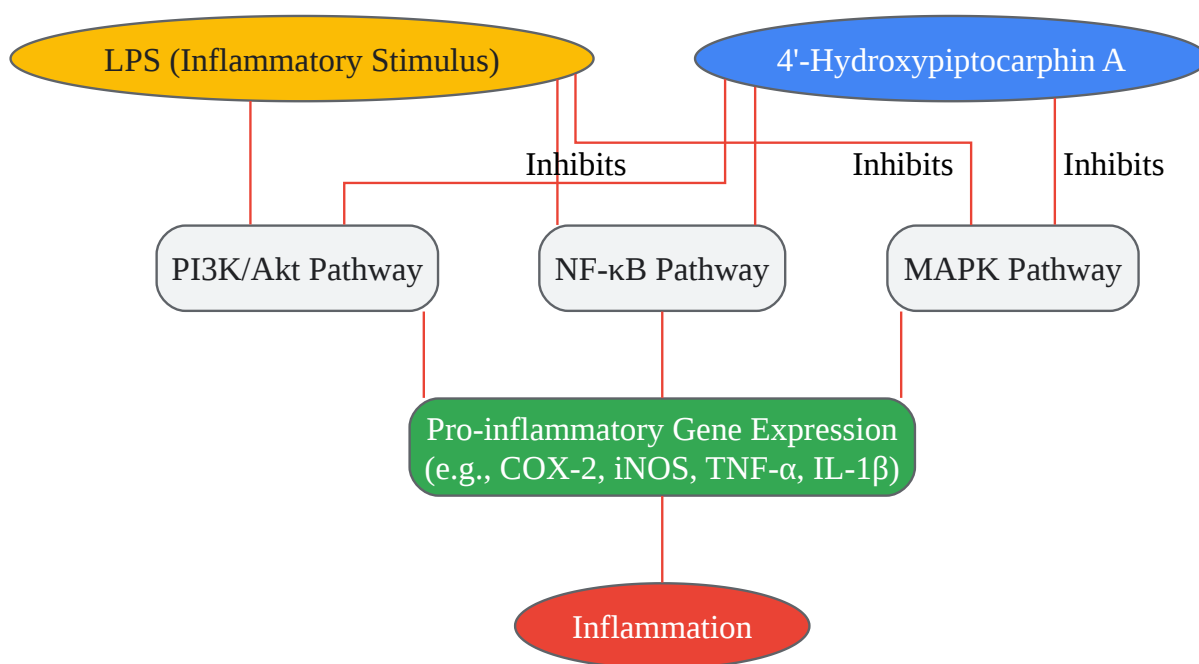 LPS (Inflammatory Stimulus)
4'-Hydroxypiptocarphin A
Inhibits
Inhibits
Inhibits
PI3K/Akt Pathway
NF-κB Pathway
MAPK Pathway
Pro-inflammatory Gene Expression
(e.g., COX-2, iNOS, TNF-α, IL-1β)
Inflammation